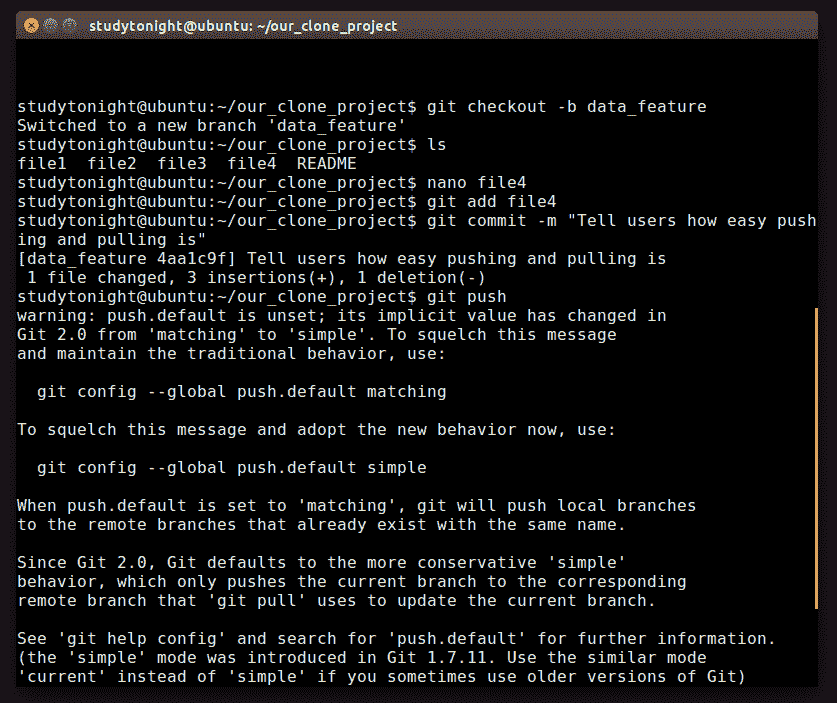 studytonight@ubuntu: ~/our_clone_project
studytonight@ubuntu:~/our_clone_project$ git checkout -b data_feature
Switched to a new branch 'data_feature'
studytonight@ubuntu:~/our_clone_project$ ls
file1  file2  file3  file4  README
studytonight@ubuntu:~/our_clone_project$ nano file4
studytonight@ubuntu:~/our_clone_project$ git add file4
studytonight@ubuntu:~/our_clone_project$ git commit -m "Tell users how easy push
ing and pulling is"
[data_feature 4aa1c9f] Tell users how easy pushing and pulling is
 1 file changed, 3 insertions(+), 1 deletion(-)
studytonight@ubuntu:~/our_clone_project$ git push
warning: push.default is unset; its implicit value has changed in
Git 2.0 from 'matching' to 'simple'. To squelch this message
and maintain the traditional behavior, use:
  git config --global push.default matching
To squelch this message and adopt the new behavior now, use:
  git config --global push.default simple
When push.default is set to 'matching', git will push local branches
to the remote branches that already exist with the same name.
Since Git 2.0, Git defaults to the more conservative 'simple'
behavior, which only pushes the current branch to the corresponding
remote branch that 'git pull' uses to update the current branch.
See 'git help config' and search for 'push.default' for further information.
(the 'simple' mode was introduced in Git 1.7.11. Use the similar mode
'current' instead of 'simple' if you sometimes use older versions of Git)